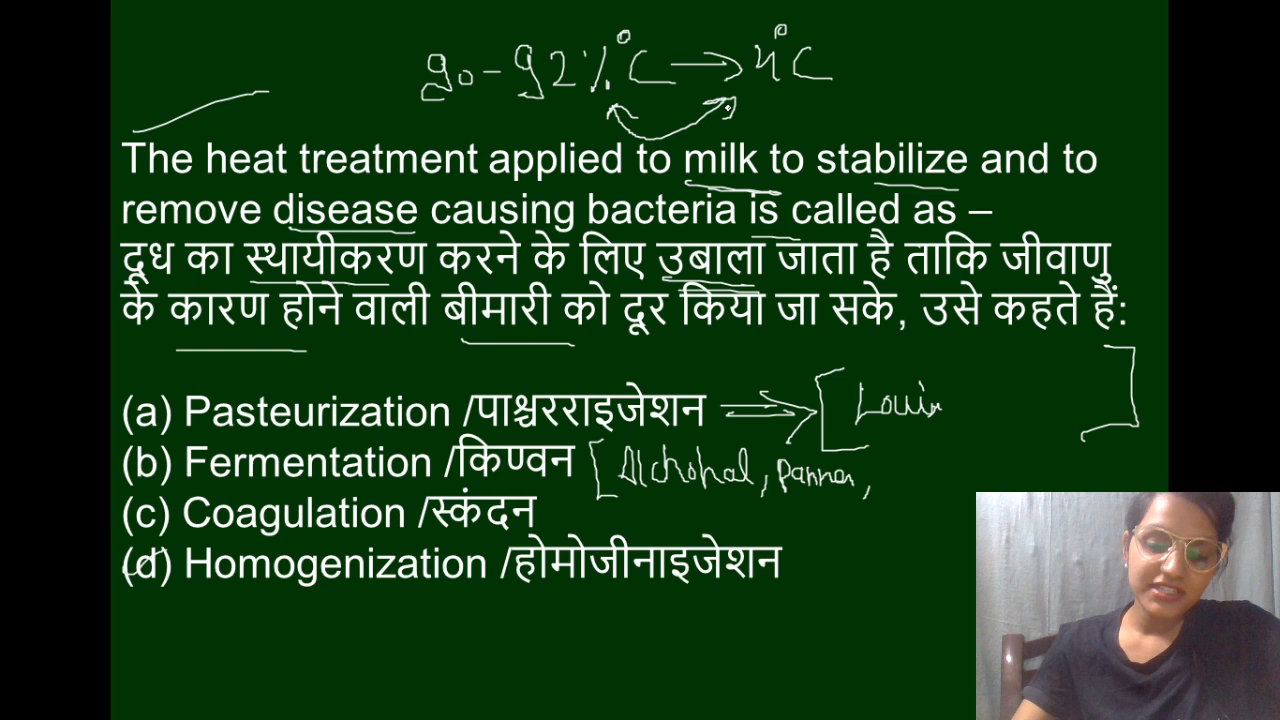 90-92%°C → 4°C
The heat treatment applied to milk to stabilize and to
remove disease causing bacteria is called as –
दूध का स्थायीकरण करने के लिए उबाला जाता है ताकि जीवाणु
के कारण होने वाली बीमारी को दूर किया जा सके, उसे कहते हैं:
(a) Pasteurization /पाश्चरराइजेशन ⇒ [ Louis ]
(b) Fermentation /किण्वन [ Alchohal, panner,
(c) Coagulation /स्कंदन
(d) Homogenization /होमोजीनाइजेशन